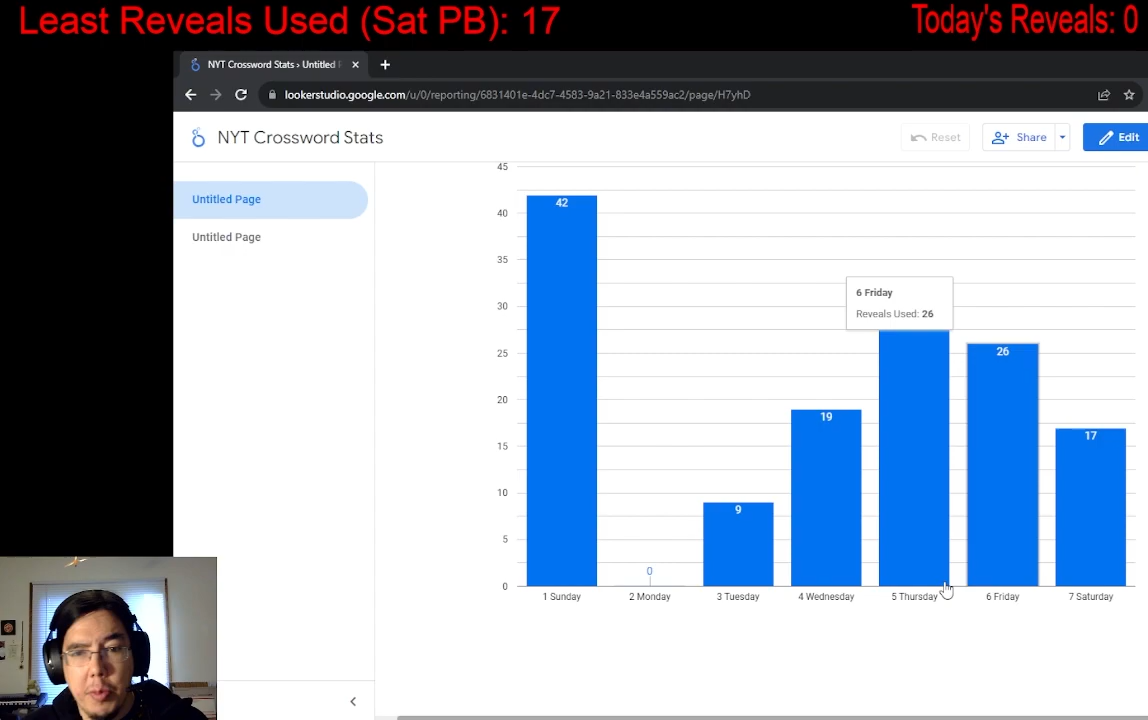 Least Reveals Used (Sat PB): 17
Today's Reveals: 0
NYT Crossword Stats › Untitled
lookerstudio.google.com/u/0/reporting/6831401e-4dc7-4583-9a21-833e4a559ac2/page/H7yhD
NYT Crossword Stats
Reset
Share
Edit
Untitled Page
Untitled Page
45
40
35
30
25
20
15
10
5
0
42
0
9
19
26
17
6 Friday
Reveals Used: 26
1 Sunday
2 Monday
3 Tuesday
4 Wednesday
5 Thursday
6 Friday
7 Saturday